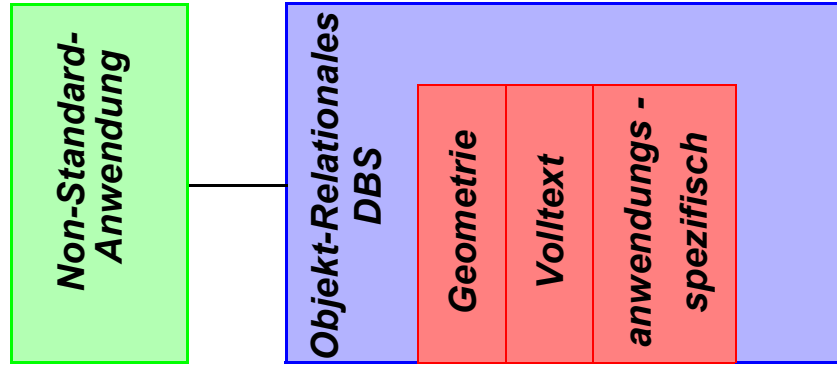 Non-Standard-
Anwendung
Objekt-Relationales
DBS
Geometrie
Volltext
anwendungs -
spezifisch